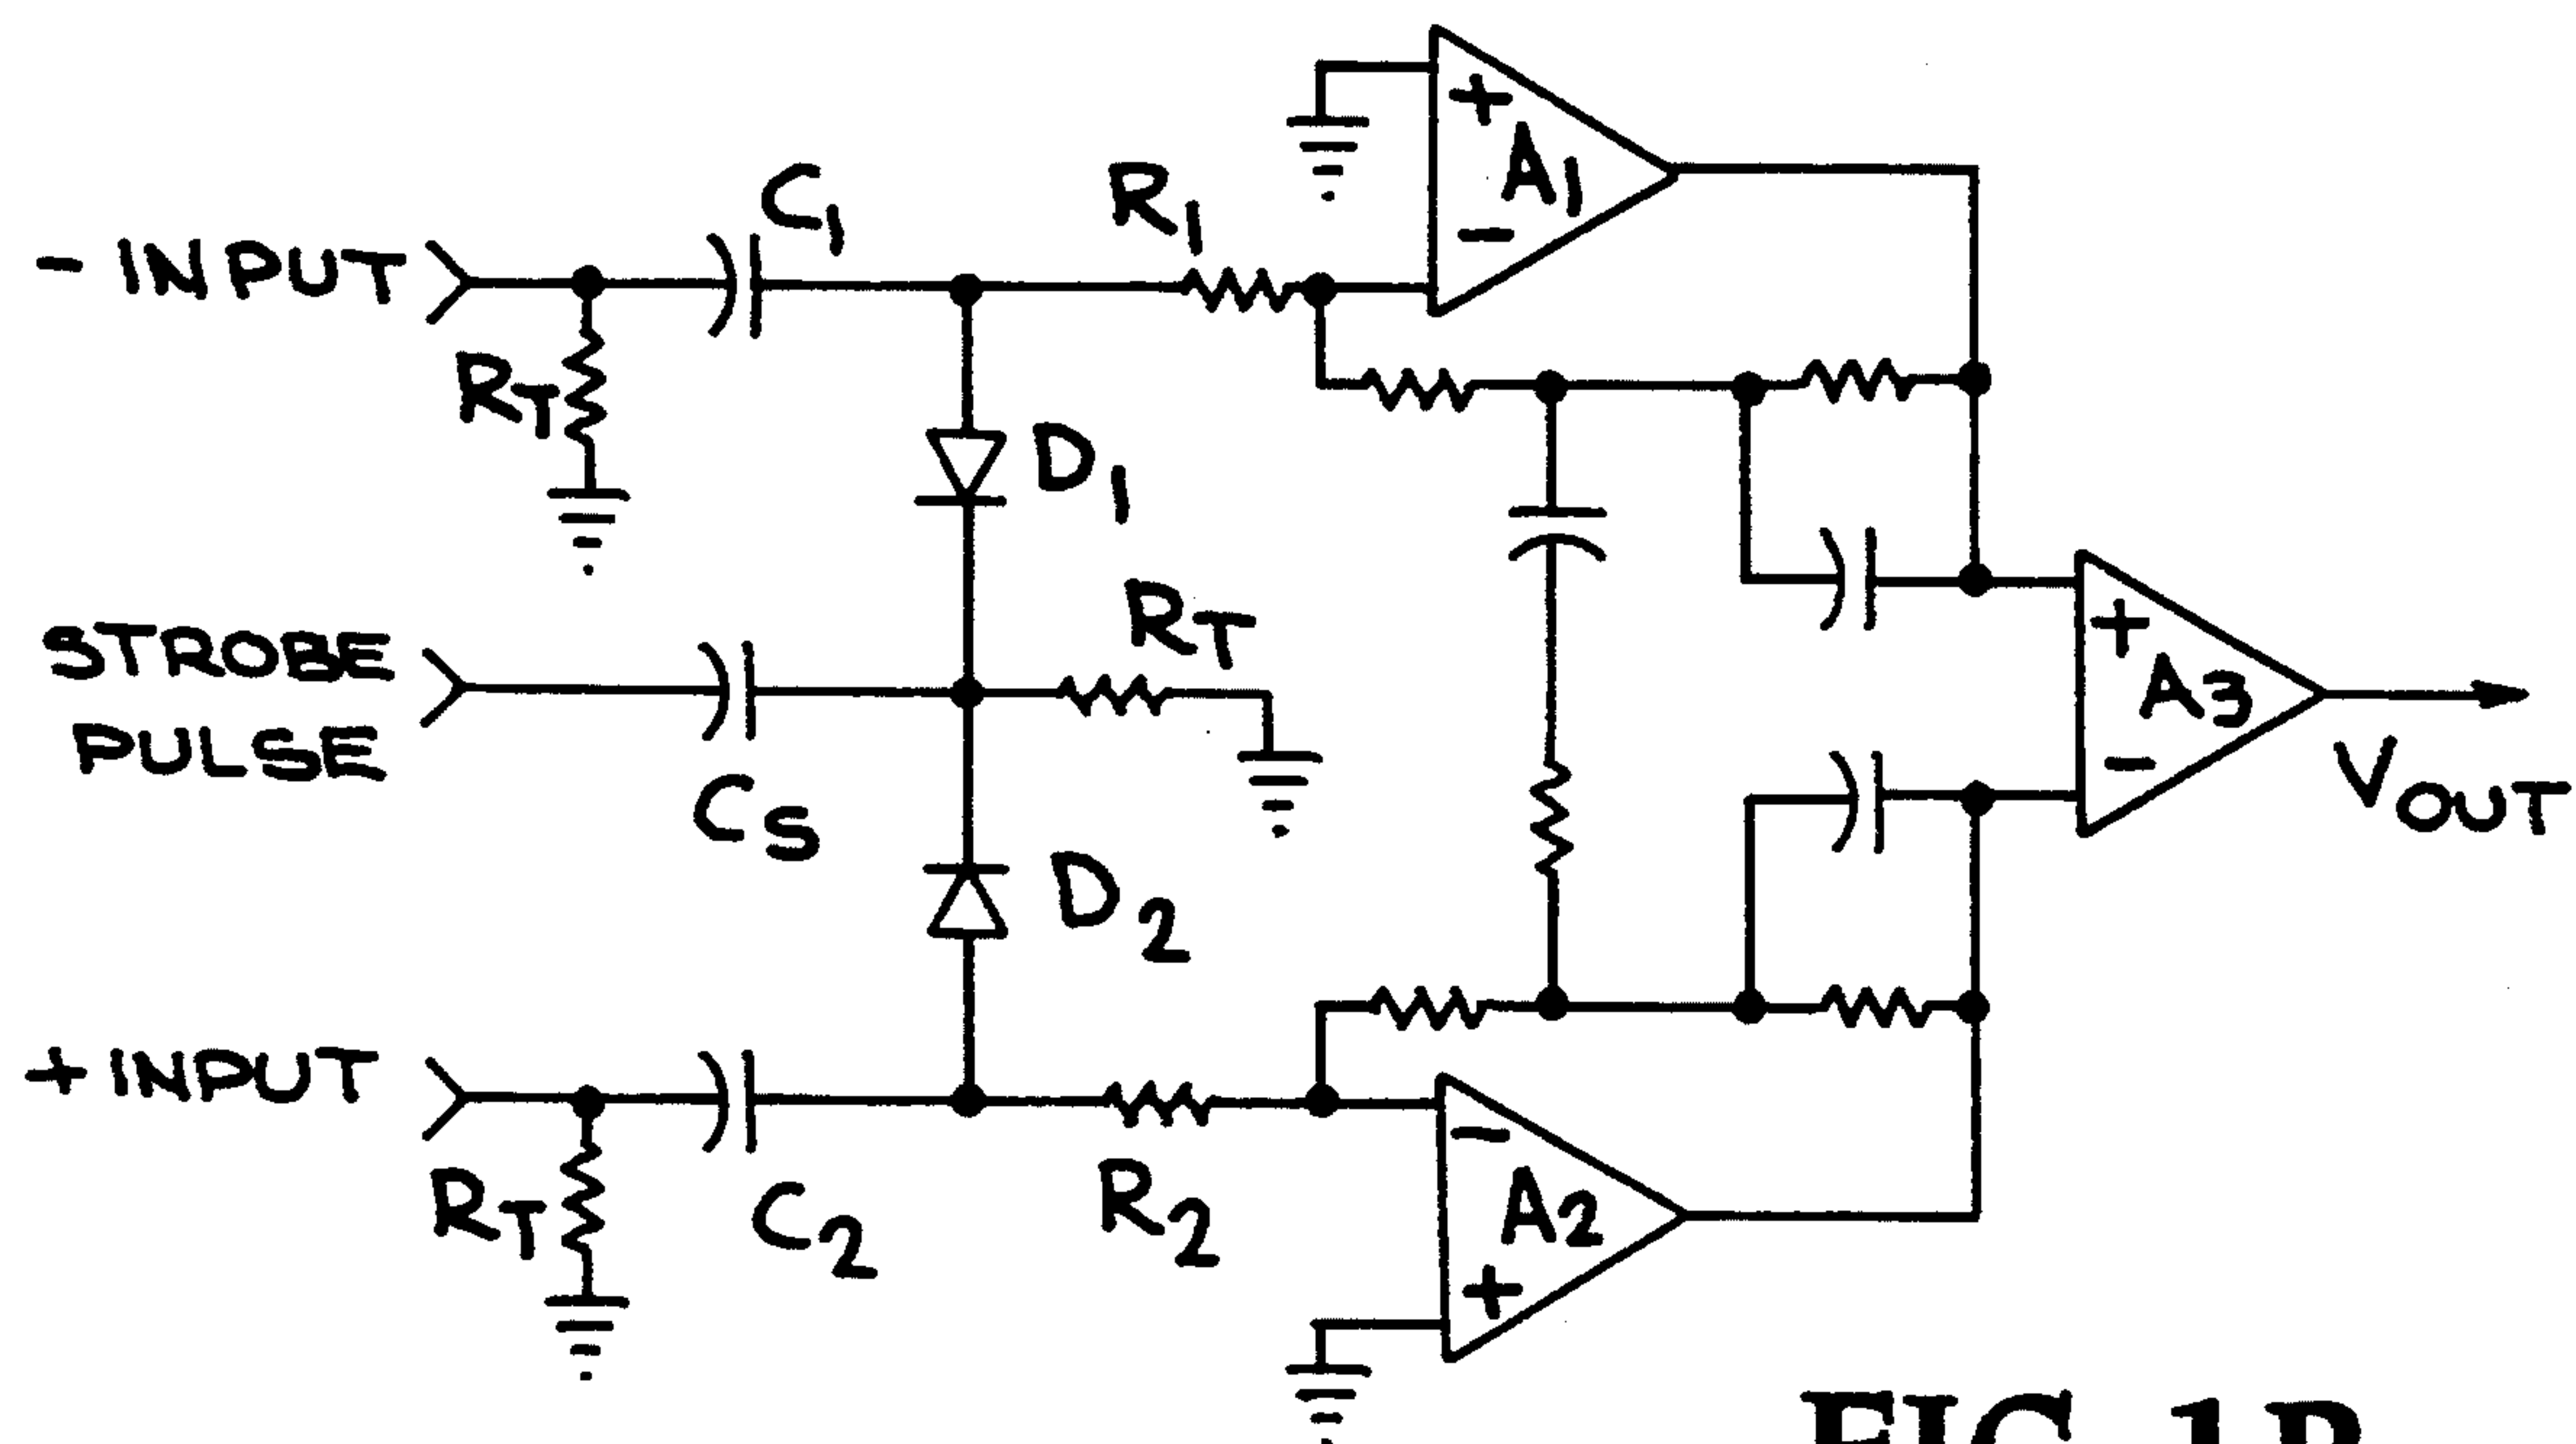 - INPUT
C1
R1
+
A1
-
RT
D1
STROBE
PULSE
CS
RT
+
A3
-
VOUT
D2
+ INPUT
RT
C2
R2
-
A2
+